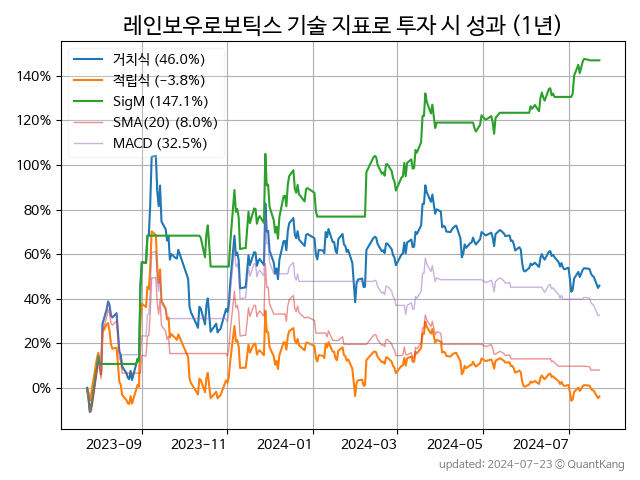 레인보우로보틱스 기술 지표로 투자 시 성과 (1년)
거치식 (46.0%)
적립식 (−3.8%)
SigM (147.1%)
SMA(20) (8.0%)
MACD (32.5%)
140%
120%
100%
80%
60%
40%
20%
0%
2023-09 2023-11 2024-01 2024-03 2024-05 2024-07
updated: 2024-07-23 © QuantKang